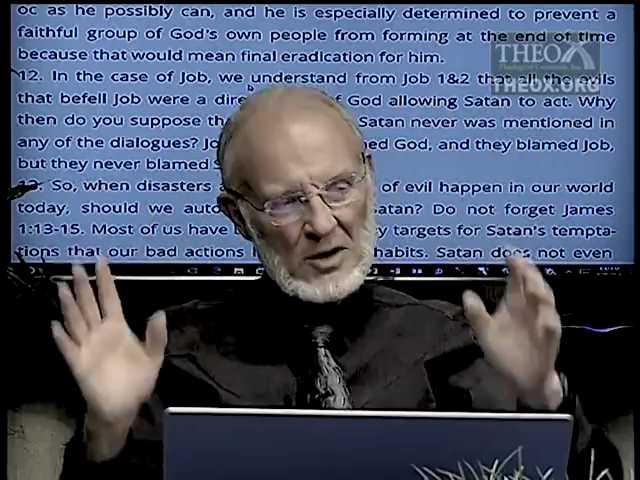 oc as he possibly can, and he is especially determined to prevent a
faithful group of God's own people from forming at the end of time
because that would mean final eradication for him.
12. In the case of Job, we understand from Job 1&2 that all the evils
that befell Job were a of God allowing Satan to act. Why
then do you suppose Satan never was mentioned in
any of the dialogues? God, and they blamed Job,
but they never blamed
So, when disasters of evil happen in our world
today, should we Satan? Do not forget James
1:13-15. Most of us have targets for Satan's tempta-
tions that our bad actions habits. Satan does not even
THEOX
THEOX.ORG